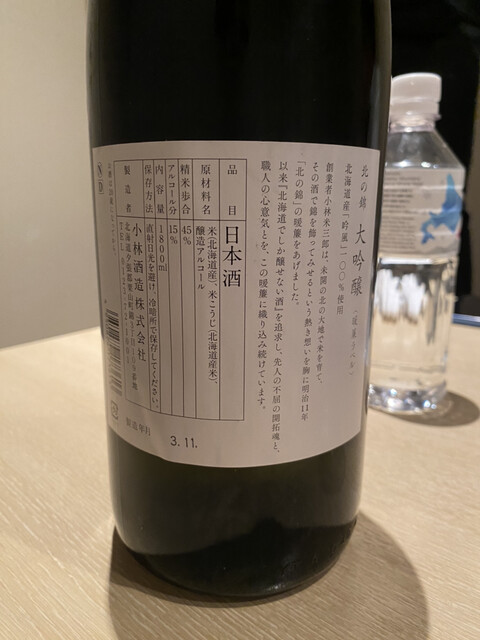 北の錦 大吟醸
北海道産「吟風」一〇〇%使用
創業者小林米三郎は、未開の北の大地で米を育て、
その酒で錦を飾ってみせるという熱き想いを胸に明治11年
「北の錦」の暖簾をあげました。
以来『北海道でしか醸せない酒』を追求し、先人の不屈の開拓魂と、
職人の心意気とを、この暖簾に織り込み続けています。
品目 日本酒
原材料名 米(北海道産)、米こうじ(北海道産米)、
醸造アルコール
精米歩合 45%
アルコール分 15%
内容量 1800ml
保存方法 直射日光を避け、冷暗所で保存してください。
製造者 小林酒造株式会社
製造年月
3.11.